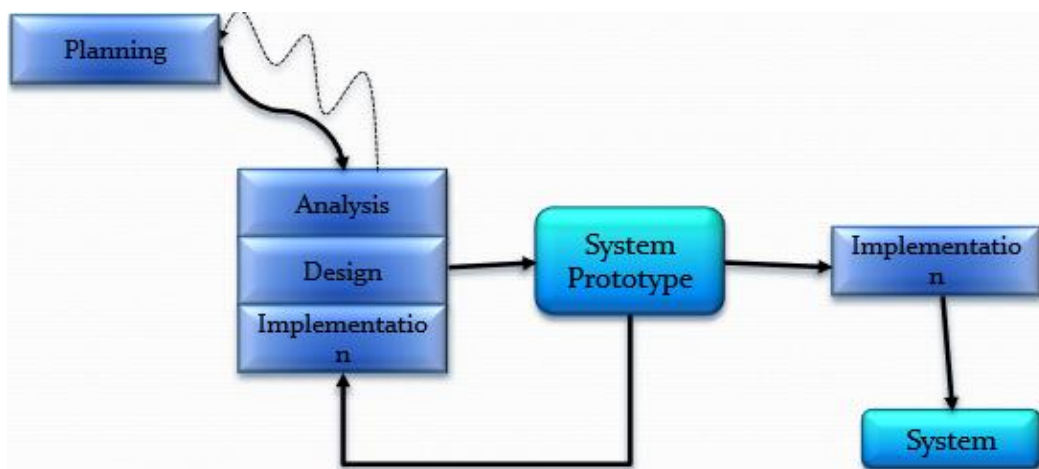 Planning
Analysis
Design
Implementatio
n
System
Prototype
Implementatio
n
System